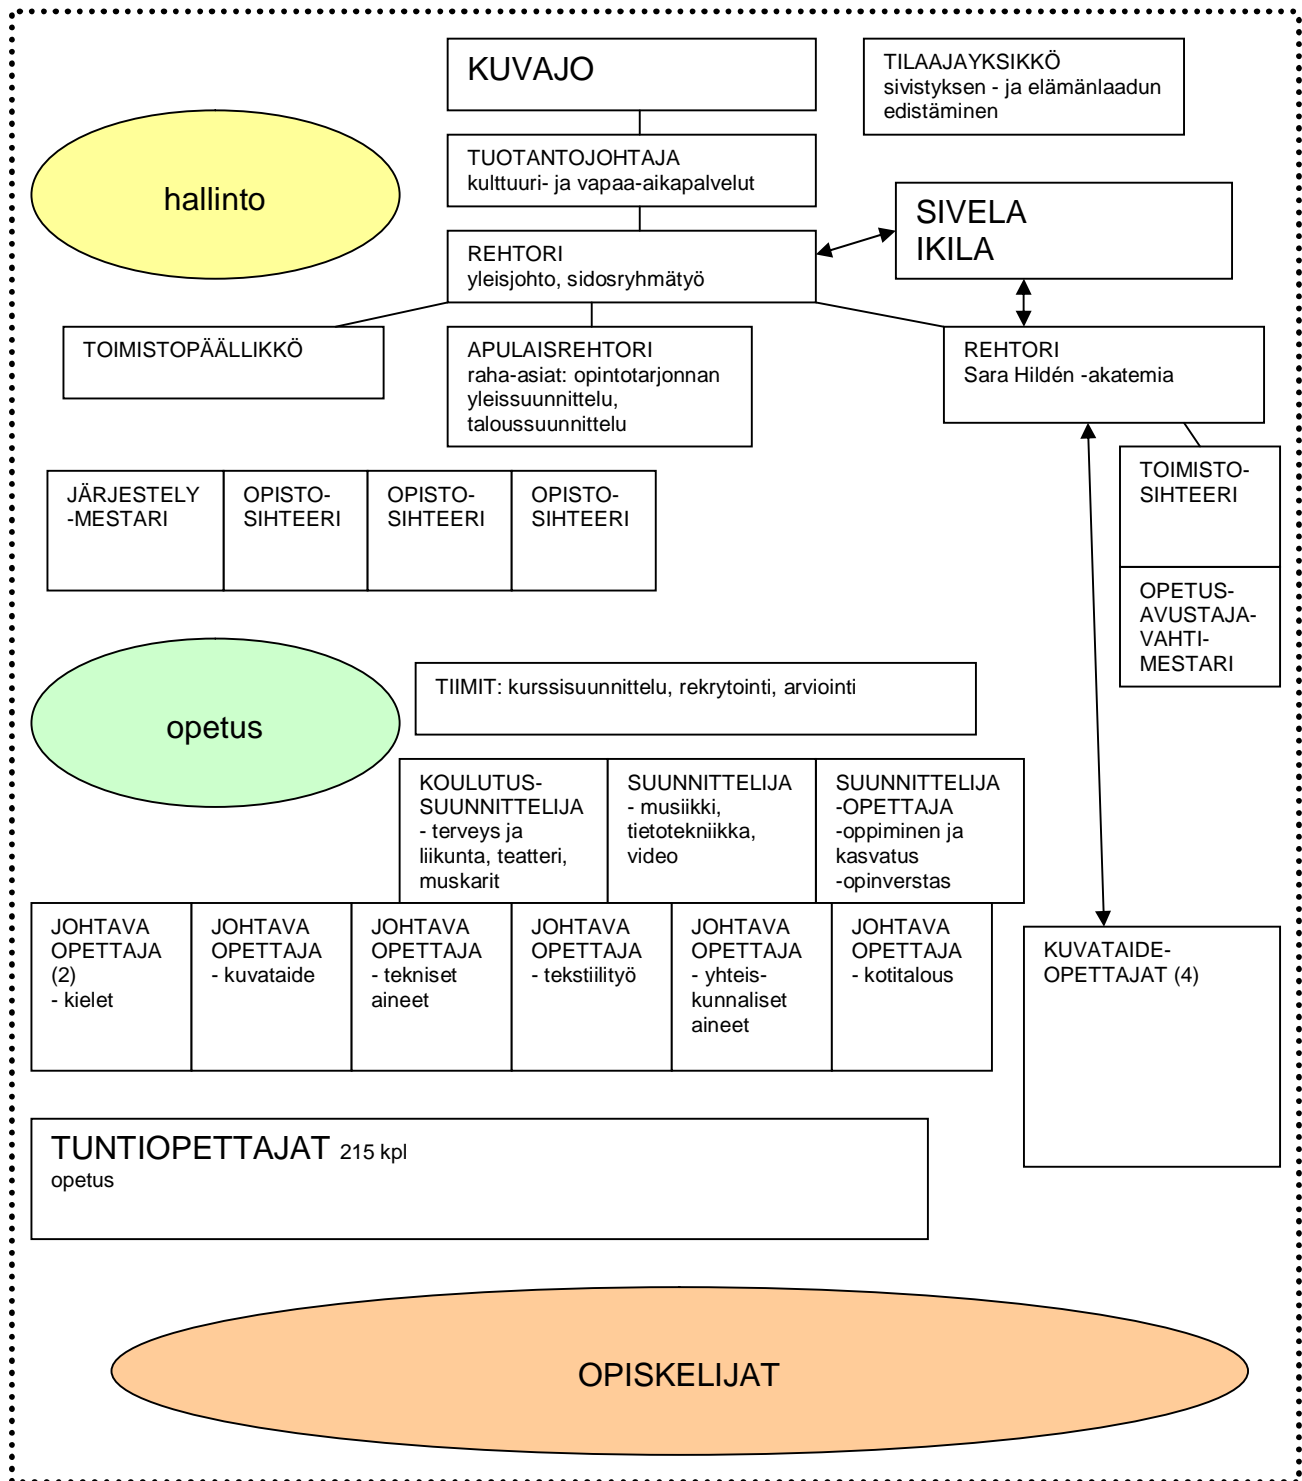 KUVAJO
TILAAJAYKSIKKÖ
sivistyksen - ja elämänlaadun
edistäminen
TUOTANTOJOHTAJA
kulttuuri- ja vapaa-aikapalvelut
hallinto
SIVELA
IKILA
REHTORI
yleisjohto, sidosryhmätyö
TOIMISTOPÄÄLLIKKÖ
APULAISREHTORI
raha-asiat: opintotarjonnan
yleissuunnittelu,
taloussuunnittelu
REHTORI
Sara Hildén -akatemia
TOIMISTO-
SIHTEERI
OPETUS-
AVUSTAJA-
VAHTI-
MESTARI
JÄRJESTELY
-MESTARI
OPISTO-
SIHTEERI
OPISTO-
SIHTEERI
OPISTO-
SIHTEERI
opetus
TIIMIT: kurssisuunnittelu, rekrytointi, arviointi
KOULUTUS-
SUUNNITTELIJA
- terveys ja
liikunta, teatteri,
muskarit
SUUNNITTELIJA
- musiikki,
tietotekniikka,
video
SUUNNITTELIJA
-OPETTAJA
-oppiminen ja
kasvatus
-opinverstas
JOHTAVA
OPETTAJA
(2)
- kielet
JOHTAVA
OPETTAJA
- kuvataide
JOHTAVA
OPETTAJA
- tekniset
aineet
JOHTAVA
OPETTAJA
- tekstiilityö
JOHTAVA
OPETTAJA
- yhteis-
kunnaliset
aineet
JOHTAVA
OPETTAJA
- kotitalous
KUVATAIDE-
OPETTAJAT (4)
TUNTIOPETTAJAT 215 kpl
opetus
OPISKELIJAT